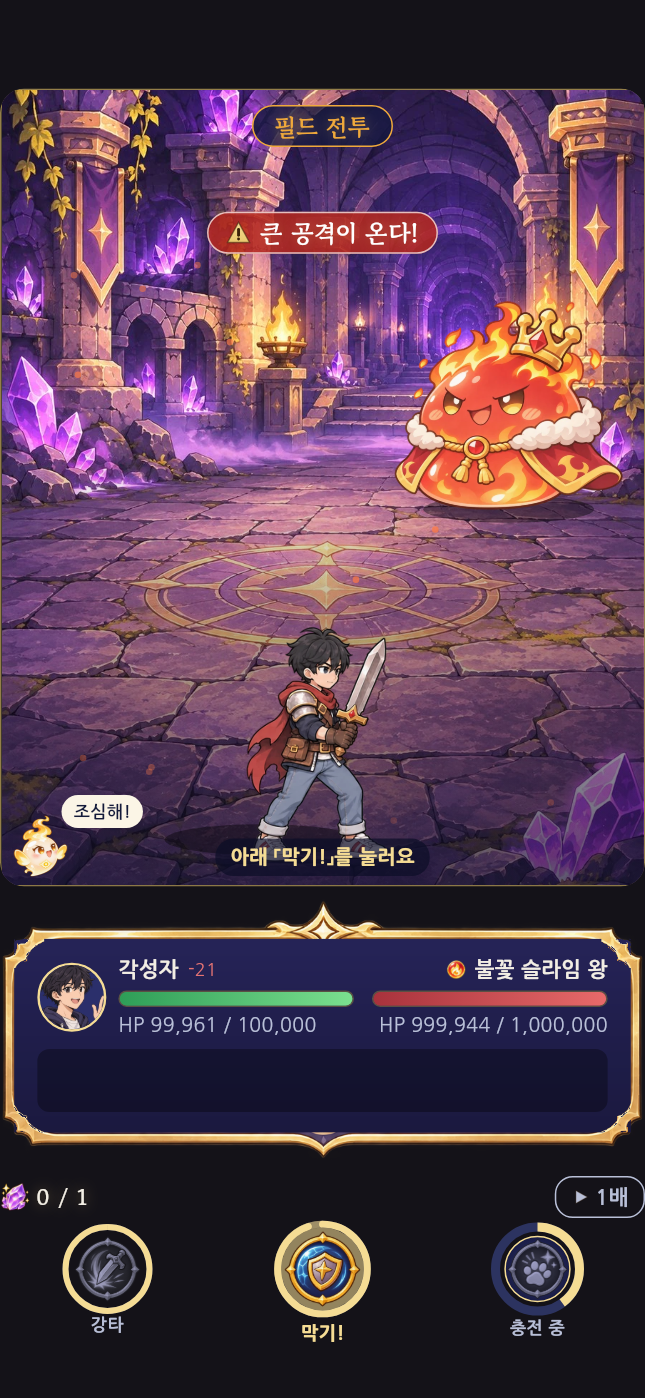 필드 전투
⚠ 큰 공격이 온다!
조심해!
아래 「막기!」를 눌러요
각성자 -21
불꽃 슬라임 왕
HP 99,961 / 100,000
HP 999,944 / 1,000,000
0 / 1
▶ 1배
강타
막기!
충전 중